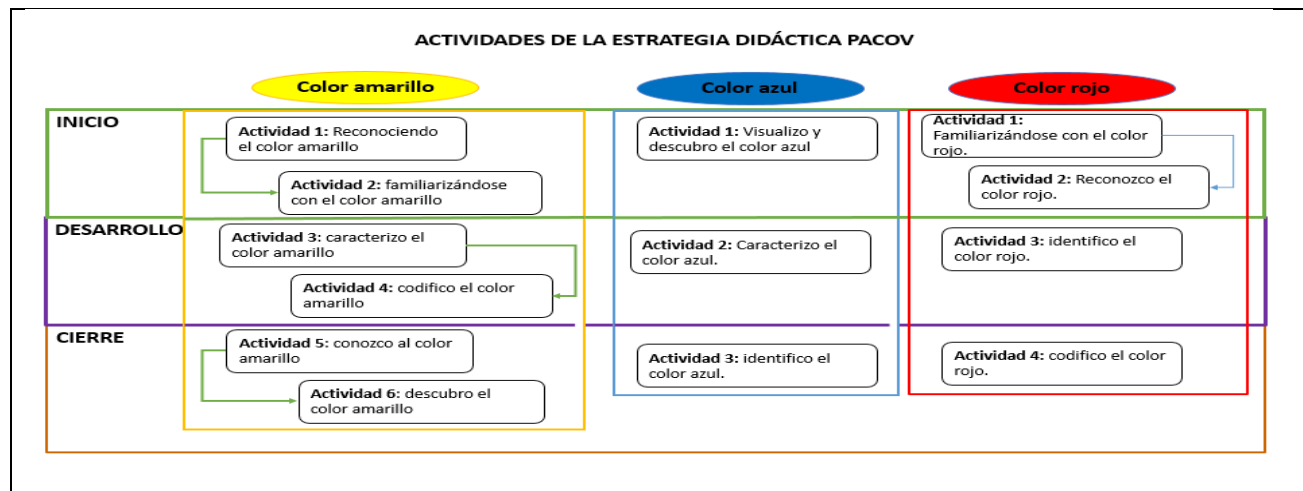 ACTIVIDADES DE LA ESTRATEGIA DIDÁCTICA PACOV
Color amarillo
Color azul
Color rojo
INICIO
Actividad 1: Reconociendo
el color amarillo
Actividad 2: familiarizándose
con el color amarillo
Actividad 1: Visualizo y
descubro el color azul
Actividad 1:
Familiarizándose con el color
rojo.
Actividad 2: Reconozco el
color rojo.
DESARROLLO
Actividad 3: caracterizo el
color amarillo
Actividad 4: codifico el color
amarillo
Actividad 2: Caracterizo el
color azul.
Actividad 3: identifico el
color rojo.
CIERRE
Actividad 5: conozco al color
amarillo
Actividad 6: descubro el
color amarillo
Actividad 3: identifico el
color azul.
Actividad 4: codifico el color
rojo.